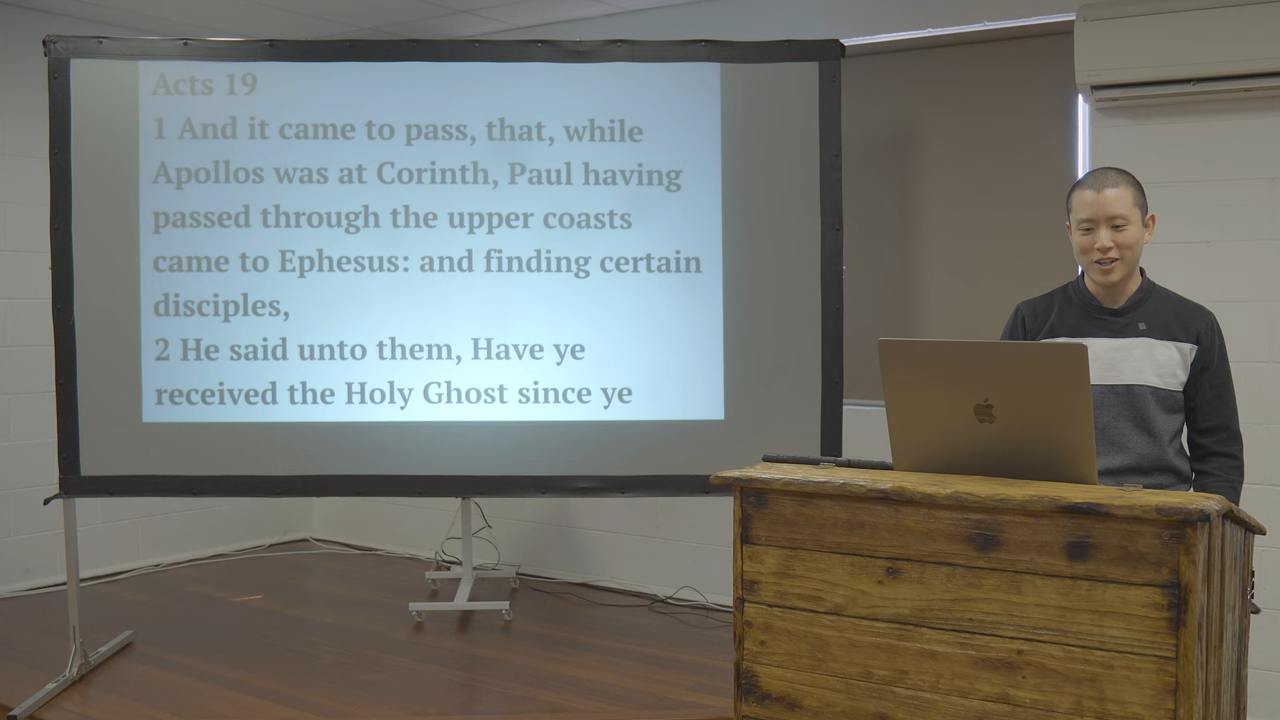 Acts 19
1 And it came to pass, that, while
Apollos was at Corinth, Paul having
passed through the upper coasts
came to Ephesus: and finding certain
disciples,
2 He said unto them, Have ye
received the Holy Ghost since ye